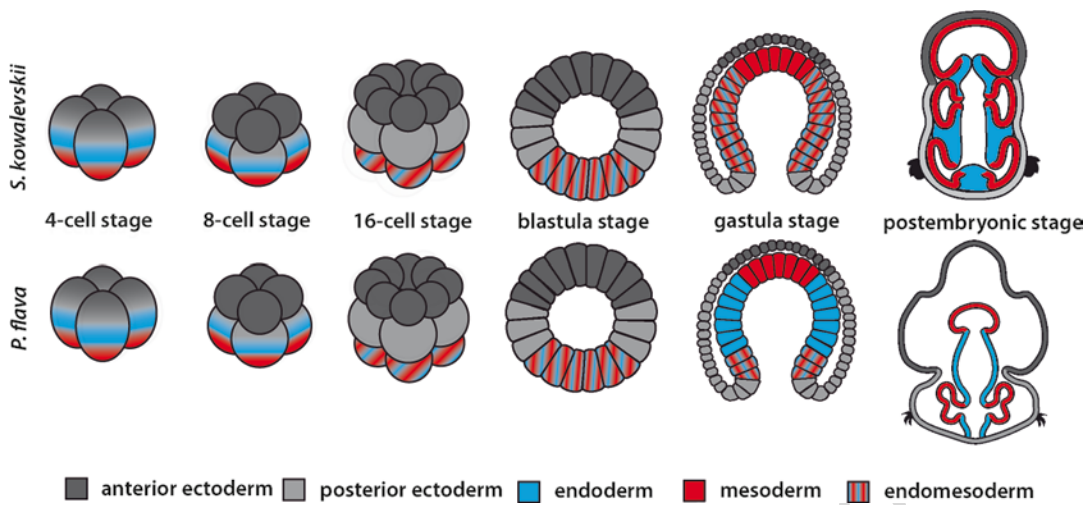 S. kowalevskii
4-cell stage 8-cell stage 16-cell stage blastula stage gastula stage postembryonic stage
P. flava
anterior ectoderm posterior ectoderm endoderm mesoderm endomesoderm